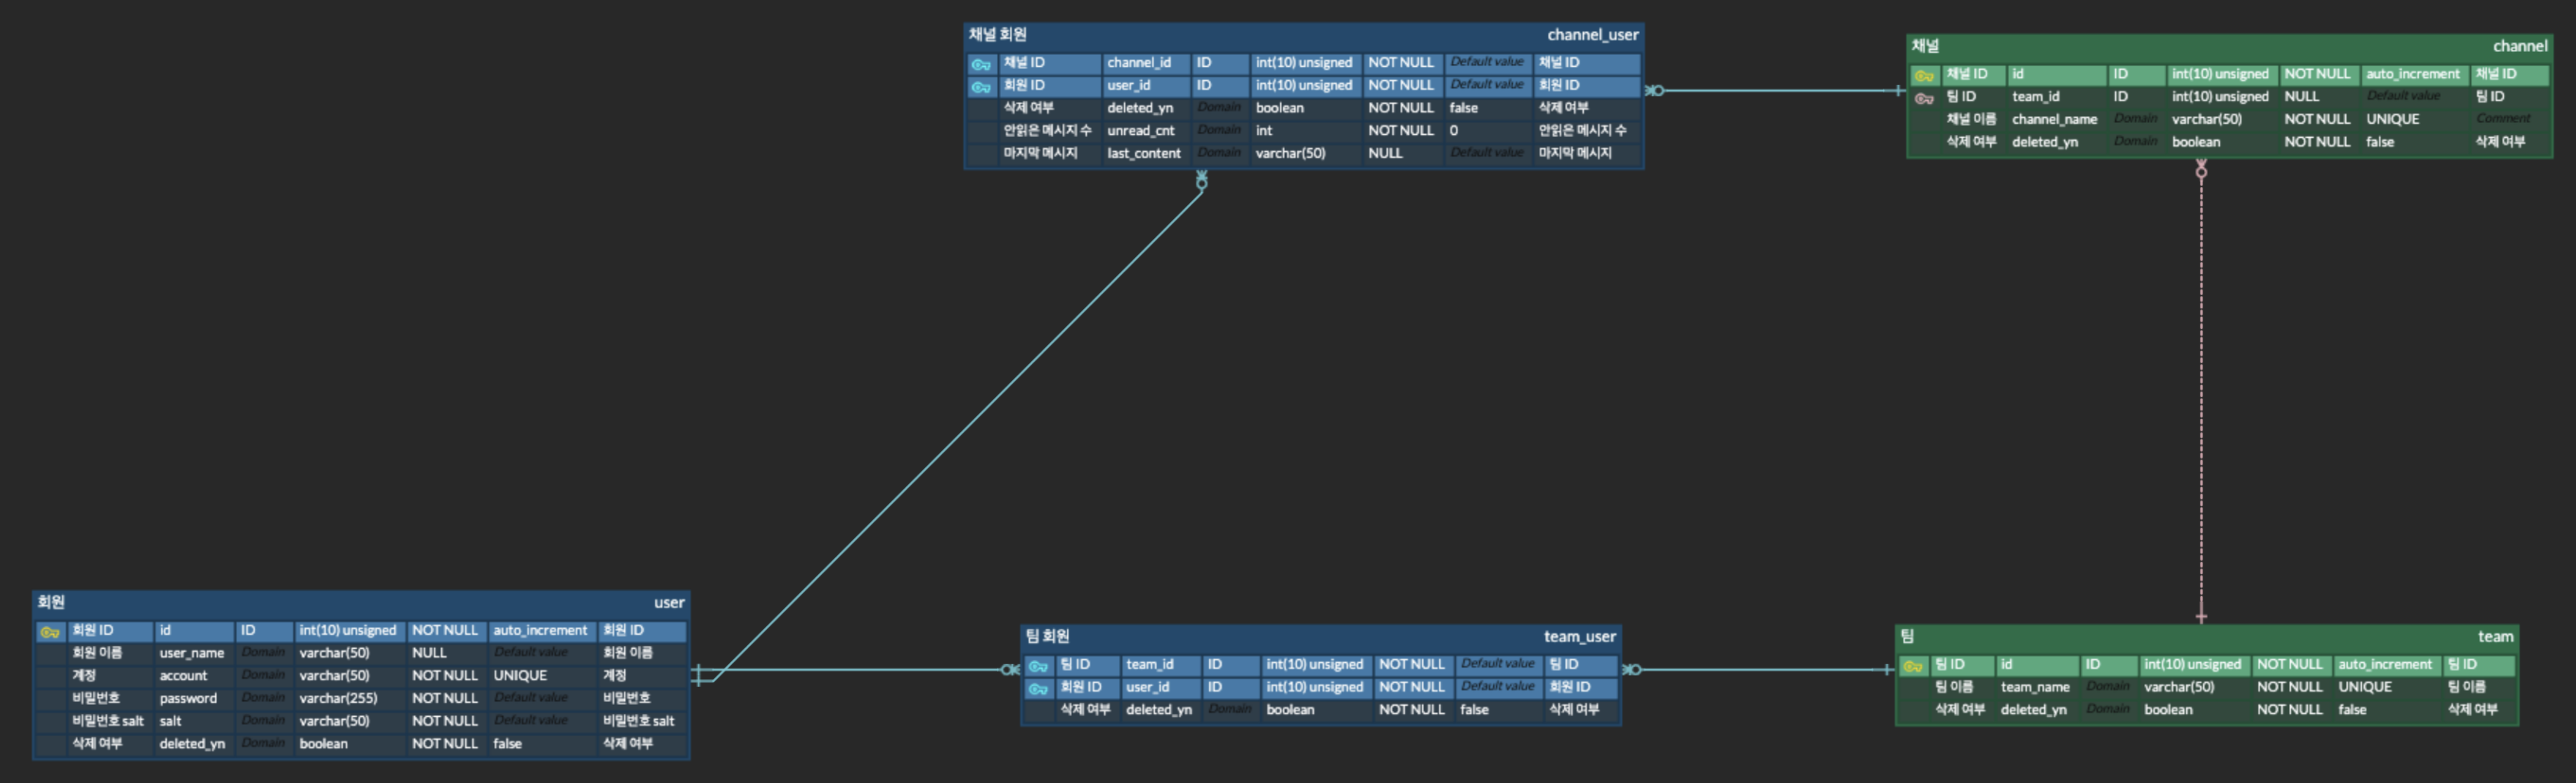 채널 회원 channel_user
채널 ID channel_id ID int(10) unsigned NOT NULL Default value 채널 ID
회원 ID user_id ID int(10) unsigned NOT NULL Default value 회원 ID
삭제 여부 deleted_yn Domain boolean NOT NULL false 삭제 여부
안읽은 메시지 수 unread_cnt Domain int NOT NULL 0 안읽은 메시지 수
마지막 메시지 last_content Domain varchar(50) NULL Default value 마지막 메시지
채널 channel
채널 ID id ID int(10) unsigned NOT NULL auto_increment 채널 ID
팀 ID team_id ID int(10) unsigned NULL Default value 팀 ID
채널 이름 channel_name Domain varchar(50) NOT NULL UNIQUE Comment
삭제 여부 deleted_yn Domain boolean NOT NULL false 삭제 여부
회원 user
회원 ID id ID int(10) unsigned NOT NULL auto_increment 회원 ID
회원 이름 user_name Domain varchar(50) NULL Default value 회원 이름
계정 account Domain varchar(50) NOT NULL UNIQUE 계정
비밀번호 password Domain varchar(255) NOT NULL Default value 비밀번호
비밀번호 salt salt Domain varchar(50) NOT NULL Default value 비밀번호 salt
삭제 여부 deleted_yn Domain boolean NOT NULL false 삭제 여부
팀 회원 team_user
팀 ID team_id ID int(10) unsigned NOT NULL Default value 팀 ID
회원 ID user_id ID int(10) unsigned NOT NULL Default value 회원 ID
삭제 여부 deleted_yn Domain boolean NOT NULL false 삭제 여부
팀 team
팀 ID id ID int(10) unsigned NOT NULL auto_increment 팀 ID
팀 이름 team_name Domain varchar(50) NOT NULL UNIQUE 팀 이름
삭제 여부 deleted_yn Domain boolean NOT NULL false 삭제 여부